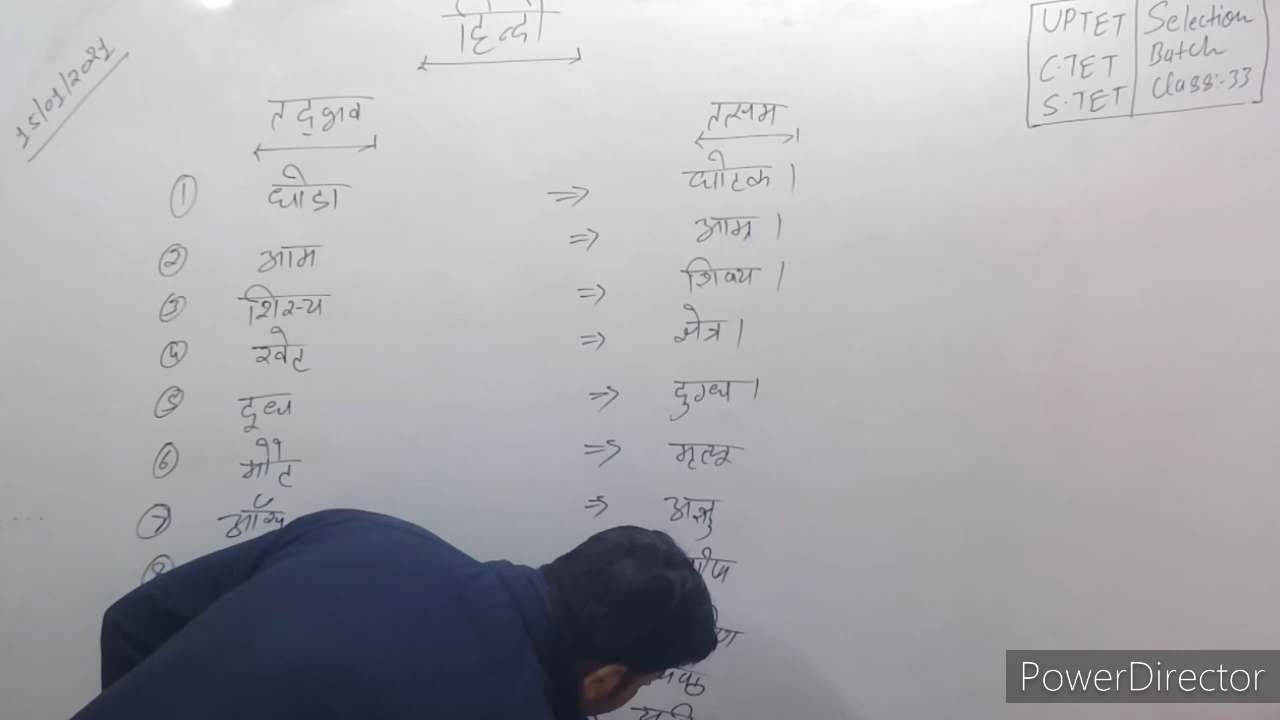 हिन्दी
15/01/2021
UPTET Selection
C.TET Batch
S.TET Class:-33
तद्भव तत्सम
1 घोडा => घोटक।
2 आम => आम्र।
3 शिस्य => शिष्य।
4 खेत => क्षेत्र।
5 दूध => दुग्ध।
6 मौत => मृत्यु
7 => अश्रु
8
PowerDirector